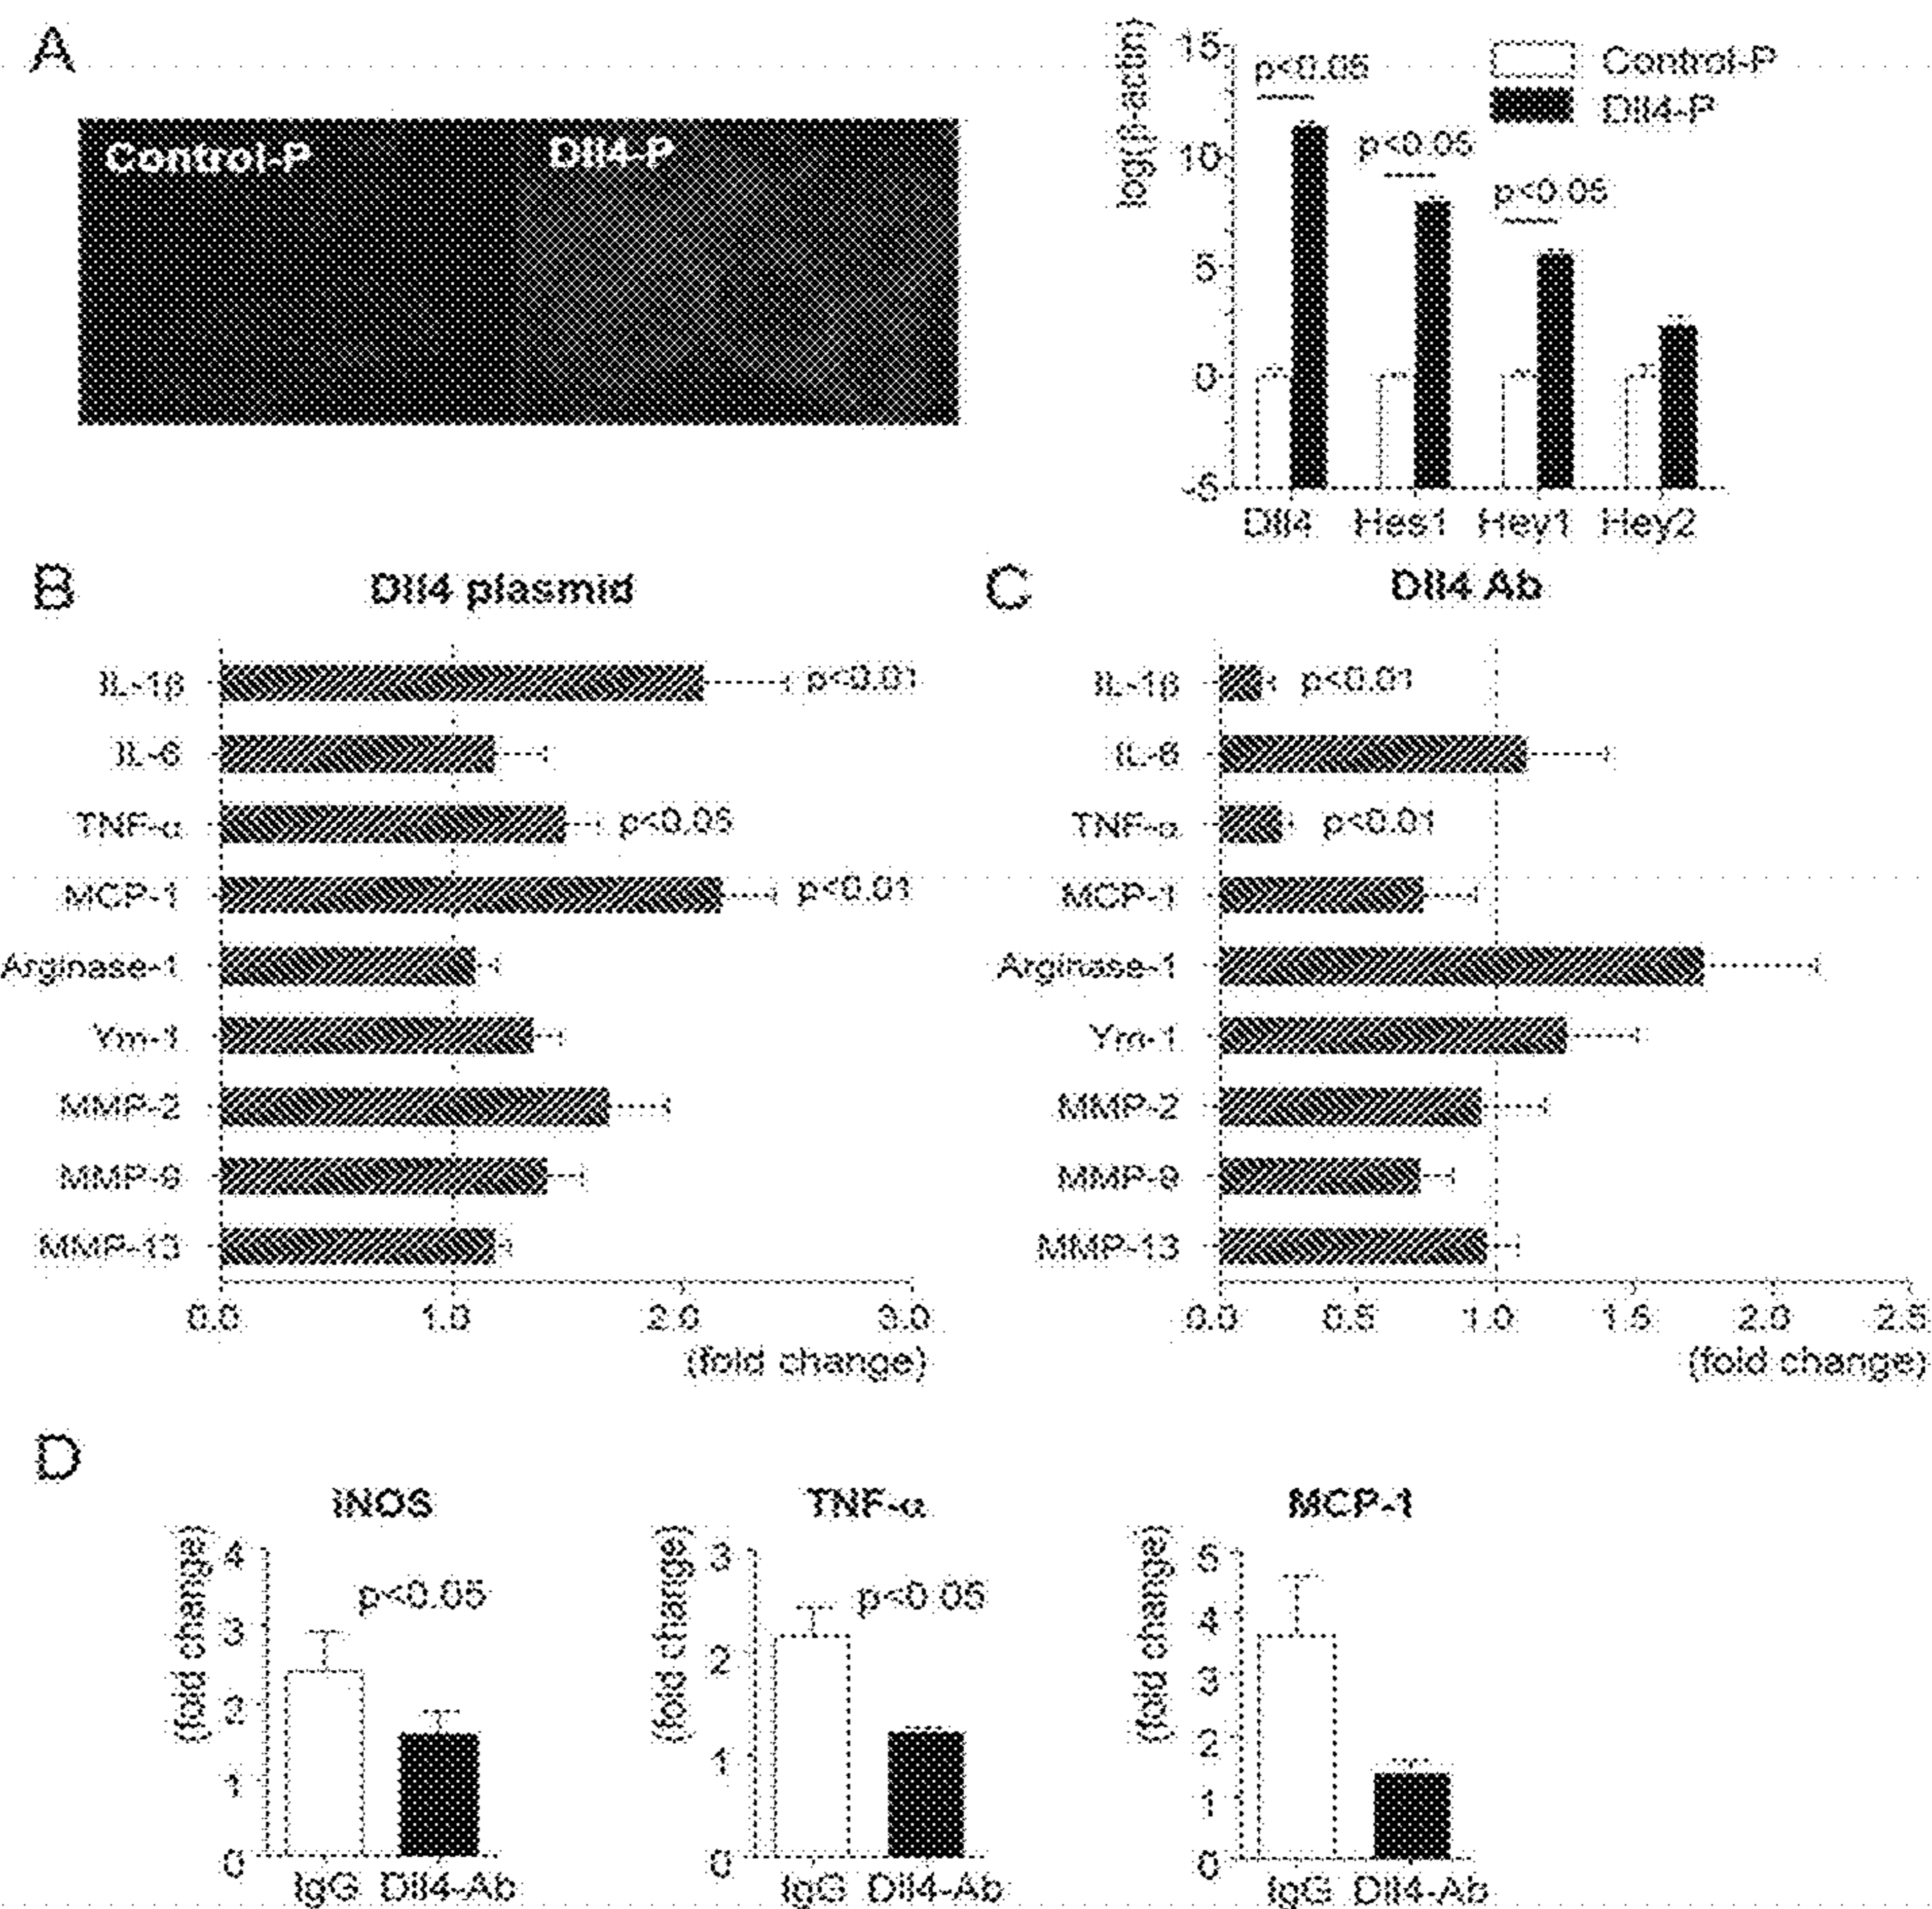 A
Control-P
Dll4-P
log(β-actin)
15
10
5
0
-5
p<0.05
p<0.05
p<0.05
Control-P
Dll4-P
Dll4 Hes1 Hey1 Hey2
B
Dll4 plasmid
IL-1β
p<0.01
IL-6
TNF-α
p<0.05
MCP-1
p<0.01
Arginase-1
Ym-1
MMP-2
MMP-9
MMP-13
0.0 1.0 2.0 3.0
(fold change)
C
Dll4 Ab
IL-1β
p<0.01
IL-6
TNF-α
p<0.01
MCP-1
Arginase-1
Ym-1
MMP-2
MMP-9
MMP-13
0.0 0.5 1.0 1.5 2.0 2.5
(fold change)
D
iNOS
(fold change)
4
3
2
1
0
p<0.05
IgG Dll4-Ab
TNF-α
(fold change)
3
2
1
0
p<0.05
IgG Dll4-Ab
MCP-1
(fold change)
5
4
3
2
1
0
IgG Dll4-Ab